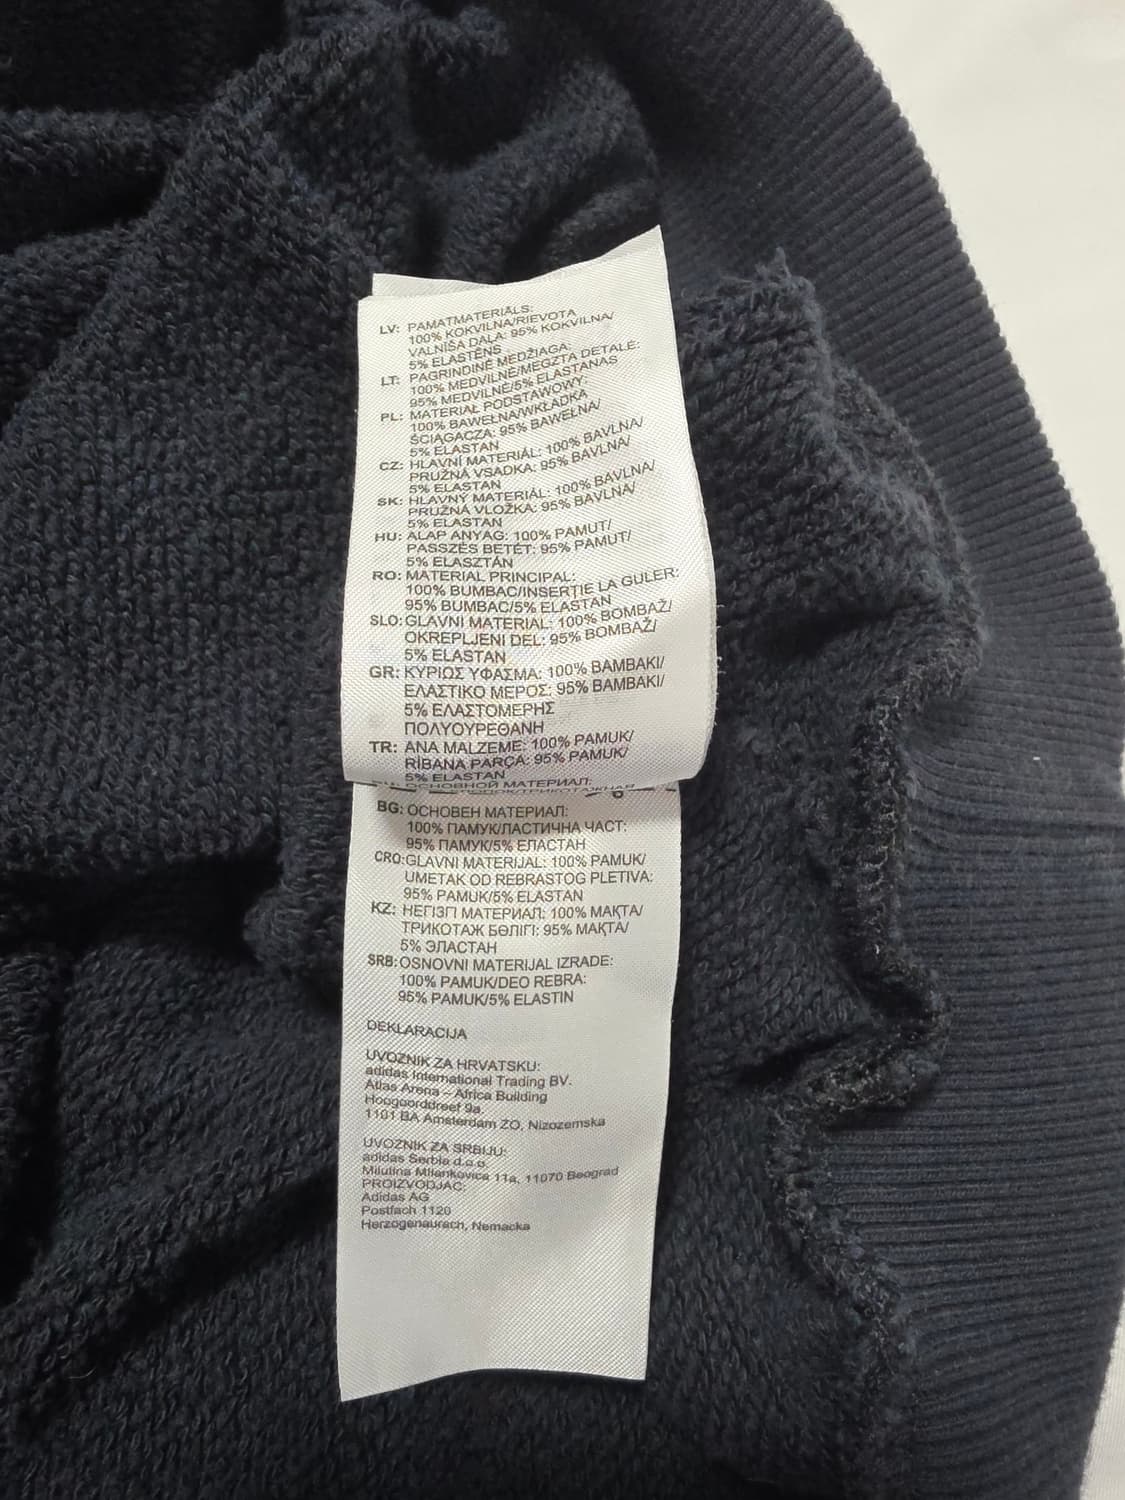 LV: PAMATMATERIĀLS:
100% KOKVILNA/RIEVOTA
VALNĪŠA DAĻA: 95% KOKVILNA/
5% ELASTĒNS
LT: PAGRINDINĖ MEDŽIAGA:
100% MEDVILNĖ/MEGZTA DETALĖ:
95% MEDVILNĖ/5% ELASTANAS
PL: MATERIAŁ PODSTAWOWY:
100% BAWEŁNA/WKŁADKA
ŚCIĄGACZA: 95% BAWEŁNA/
5% ELASTAN
CZ: HLAVNÍ MATERIÁL: 100% BAVLNA/
PRUŽNÁ VSADKA: 95% BAVLNA/
5% ELASTAN
SK: HLAVNÝ MATERIÁL: 100% BAVLNA/
PRUŽNÁ VLOŽKA: 95% BAVLNA/
5% ELASTAN
HU: ALAP ANYAG: 100% PAMUT/
PASSZÉS BETÉT: 95% PAMUT/
5% ELASZTÁN
RO: MATERIAL PRINCIPAL:
100% BUMBAC/INSERȚIE LA GULER:
95% BUMBAC/5% ELASTAN
SLO: GLAVNI MATERIAL: 100% BOMBAŽ/
OKREPLJENI DEL: 95% BOMBAŽ/
5% ELASTAN
GR: ΚΥΡΙΩΣ ΥΦΑΣΜΑ: 100% ΒΑΜΒΑΚΙ/
ΕΛΑΣΤΙΚΟ ΜΕΡΟΣ: 95% ΒΑΜΒΑΚΙ/
5% ΕΛΑΣΤΟΜΕΡΗΣ
ΠΟΛΥΟΥΡΕΘΑΝΗ
TR: ANA MALZEME: 100% PAMUK/
RİBANA PARÇA: 95% PAMUK/
5% ELASTAN
ОСНОВНОЙ МАТЕРИАЛ:
BG: ОСНОВЕН МАТЕРИАЛ:
100% ПАМУК/ЛАСТИЧНА ЧАСТ:
95% ПАМУК/5% ЕЛАСТАН
CRO: GLAVNI MATERIJAL: 100% PAMUK/
UMETAK OD REBRASTOG PLETIVA:
95% PAMUK/5% ELASTAN
KZ: НЕГІЗГІ МАТЕРИАЛ: 100% МАҚТА/
ТРИКОТАЖ БӨЛІГІ: 95% МАҚТА/
5% ЭЛАСТАН
SRB: OSNOVNI MATERIJAL IZRADE:
100% PAMUK/DEO REBRA:
95% PAMUK/5% ELASTIN
DEKLARACIJA
UVOZNIK ZA HRVATSKU:
adidas International Trading BV.
Atlas Arena – Africa Building
Hoogoorddreef 9a
1101 BA Amsterdam ZO, Nizozemska
UVOZNIK ZA SRBIJU:
adidas Serbia d.o.o.
Milutina Milankovica 11a, 11070 Beograd
PROIZVODJAC:
Adidas AG
Postfach 1120
Herzogenaurach, Nemacka